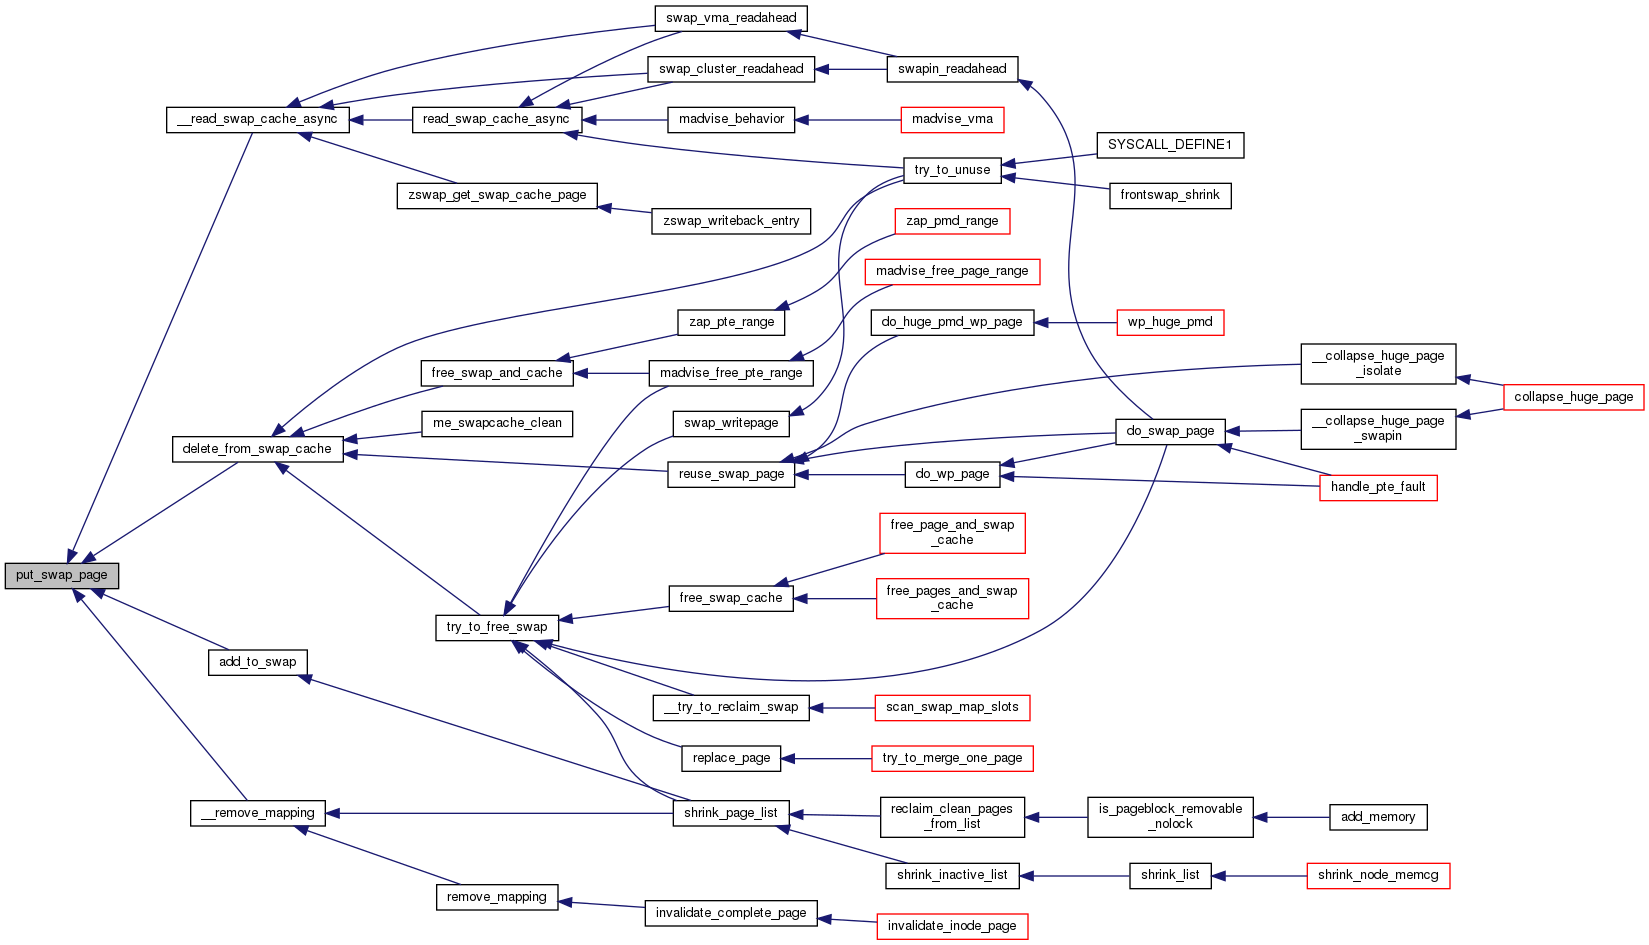 swap_vma_readahead
swap_cluster_readahead
swapin_readahead
__read_swap_cache_async
read_swap_cache_async
madvise_behavior
madvise_vma
SYSCALL_DEFINE1
try_to_unuse
zswap_get_swap_cache_page
frontswap_shrink
zswap_writeback_entry
zap_pmd_range
madvise_free_page_range
zap_pte_range
do_huge_pmd_wp_page
wp_huge_pmd
__collapse_huge_page
_isolate
free_swap_and_cache
madvise_free_pte_range
collapse_huge_page
me_swapcache_clean
swap_writepage
do_swap_page
__collapse_huge_page
_swapin
delete_from_swap_cache
reuse_swap_page
do_wp_page
handle_pte_fault
free_page_and_swap
_cache
put_swap_page
free_swap_cache
free_pages_and_swap
_cache
try_to_free_swap
add_to_swap
__try_to_reclaim_swap
scan_swap_map_slots
replace_page
try_to_merge_one_page
__remove_mapping
shrink_page_list
reclaim_clean_pages
_from_list
is_pageblock_removable
_nolock
add_memory
shrink_inactive_list
shrink_list
shrink_node_memcg
remove_mapping
invalidate_complete_page
invalidate_inode_page